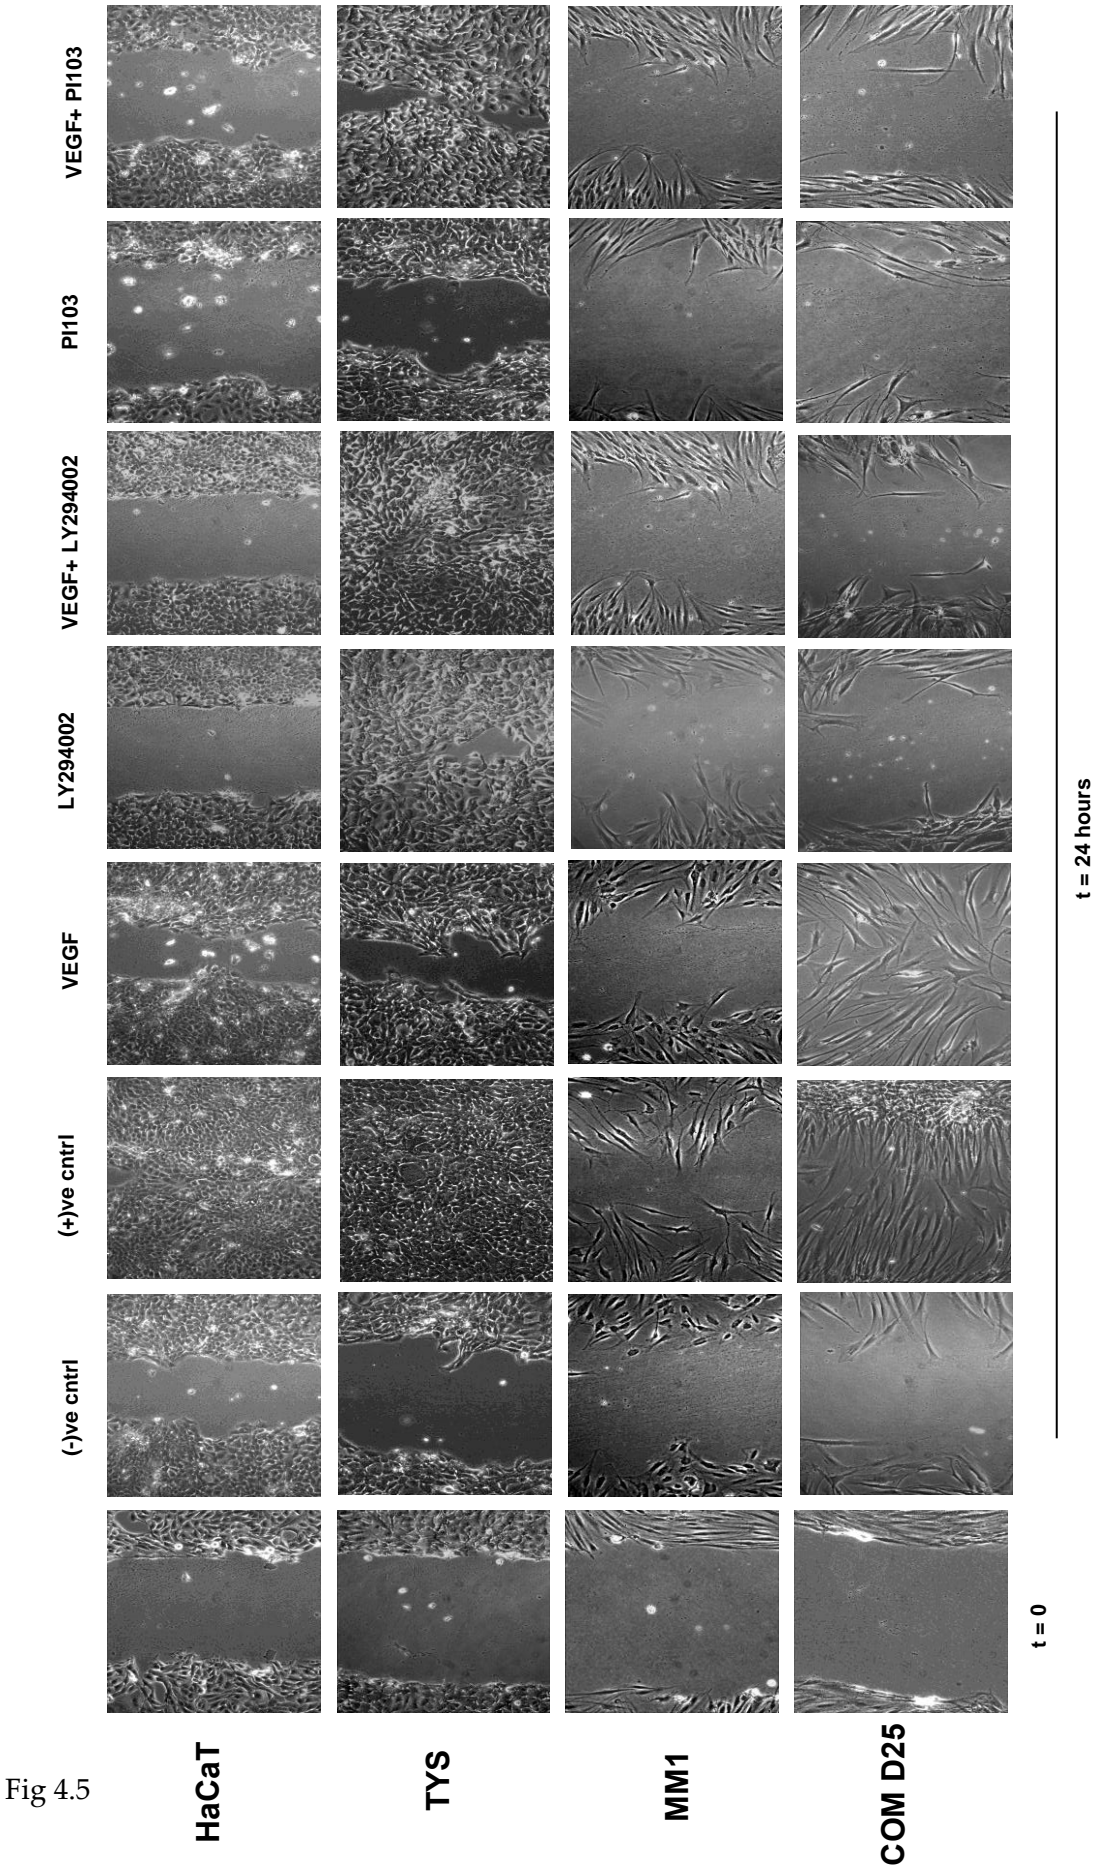 Fig 4.5
(-)ve cntrl
(+)ve cntrl
VEGF
LY294002
VEGF+ LY294002
PI103
VEGF+ PI103
HaCaT
TYS
MM1
COM D25
t = 0
t = 24 hours